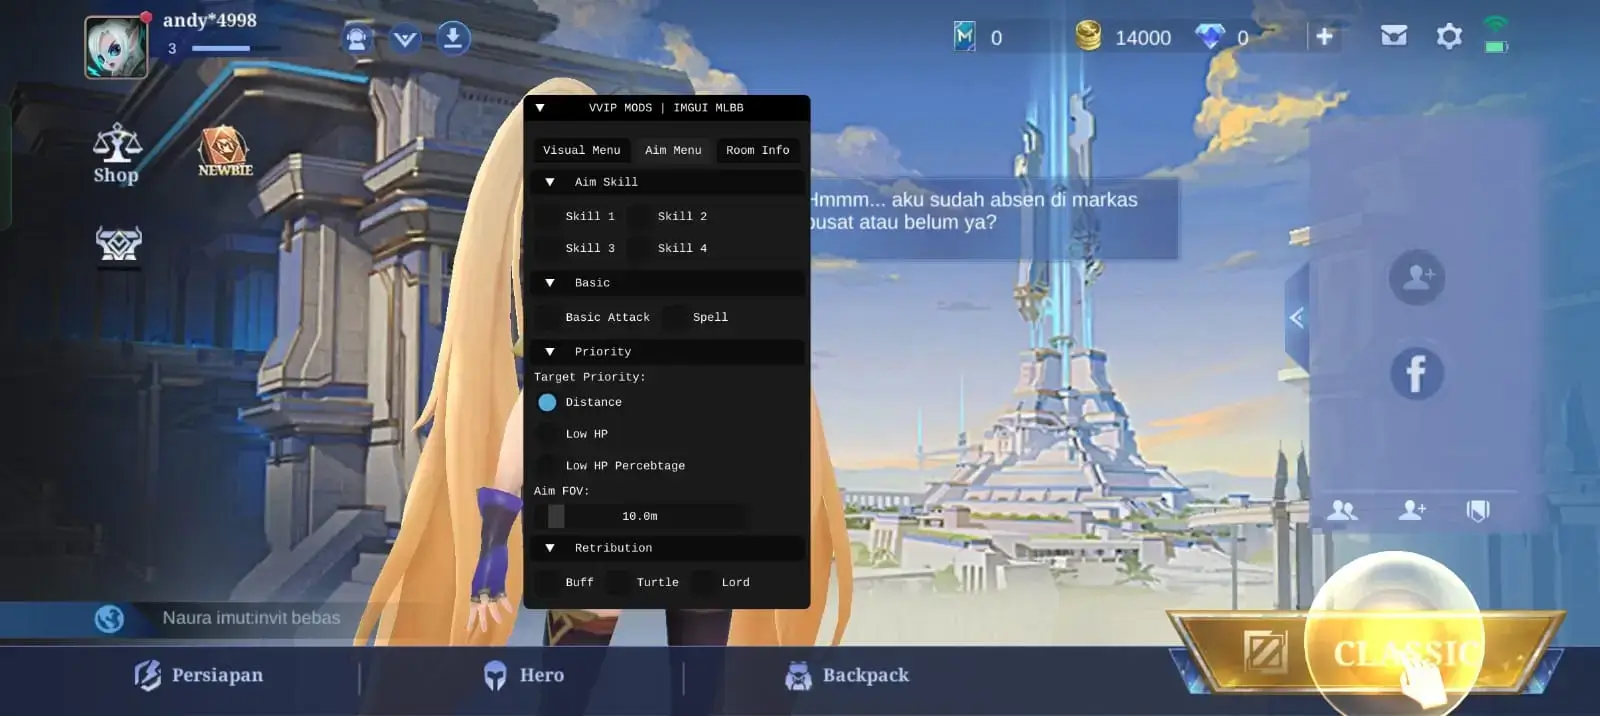 andy*4998
3
0
14000
0
Shop
NEWBIE
VVIP MODS | IMGUI MLBB
Visual Menu Aim Menu Room Info
Aim Skill
Skill 1 Skill 2
Skill 3 Skill 4
Basic
Basic Attack Spell
Priority
Target Priority:
Distance
Low HP
Low HP Percebtage
Aim FOV:
10.0m
Retribution
Buff Turtle Lord
Hmmm... aku sudah absen di markas
pusat atau belum ya?
Naura imut:invit bebas
Persiapan
Hero
Backpack
CLASSIC